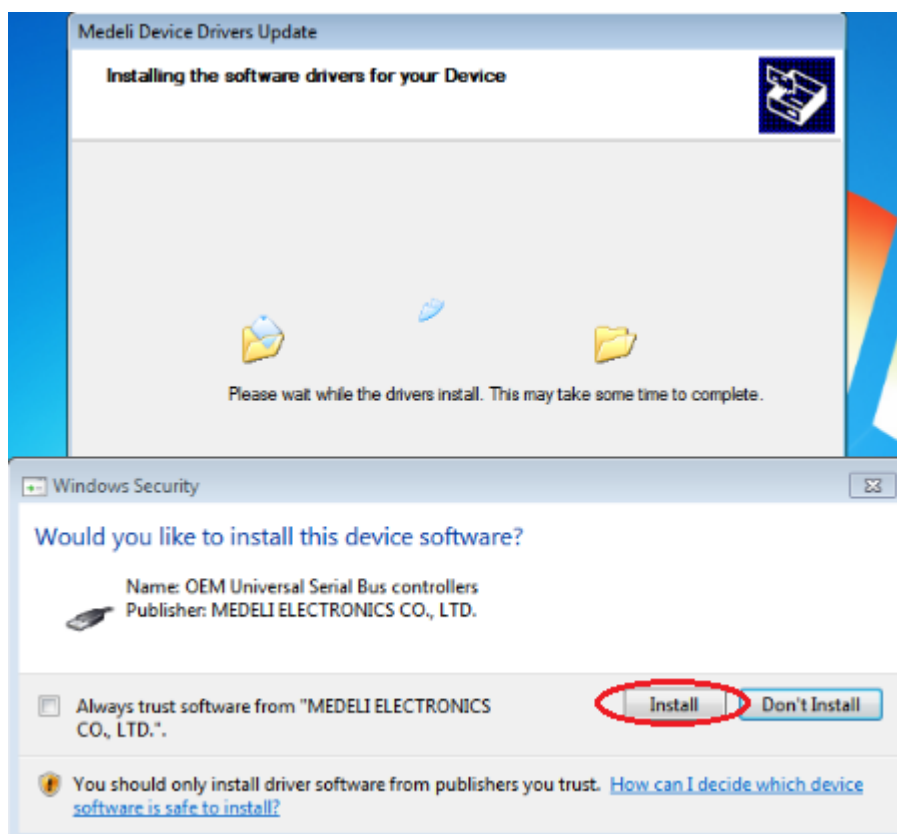 Medeli Device Drivers Update
Installing the software drivers for your Device
Please wait while the drivers install. This may take some time to complete.
Windows Security
Would you like to install this device software?
Name: OEM Universal Serial Bus controllers
Publisher: MEDELI ELECTRONICS CO., LTD.
Always trust software from "MEDELI ELECTRONICS
CO., LTD.".
Install
Don't Install
You should only install driver software from publishers you trust. How can I decide which device
software is safe to install?